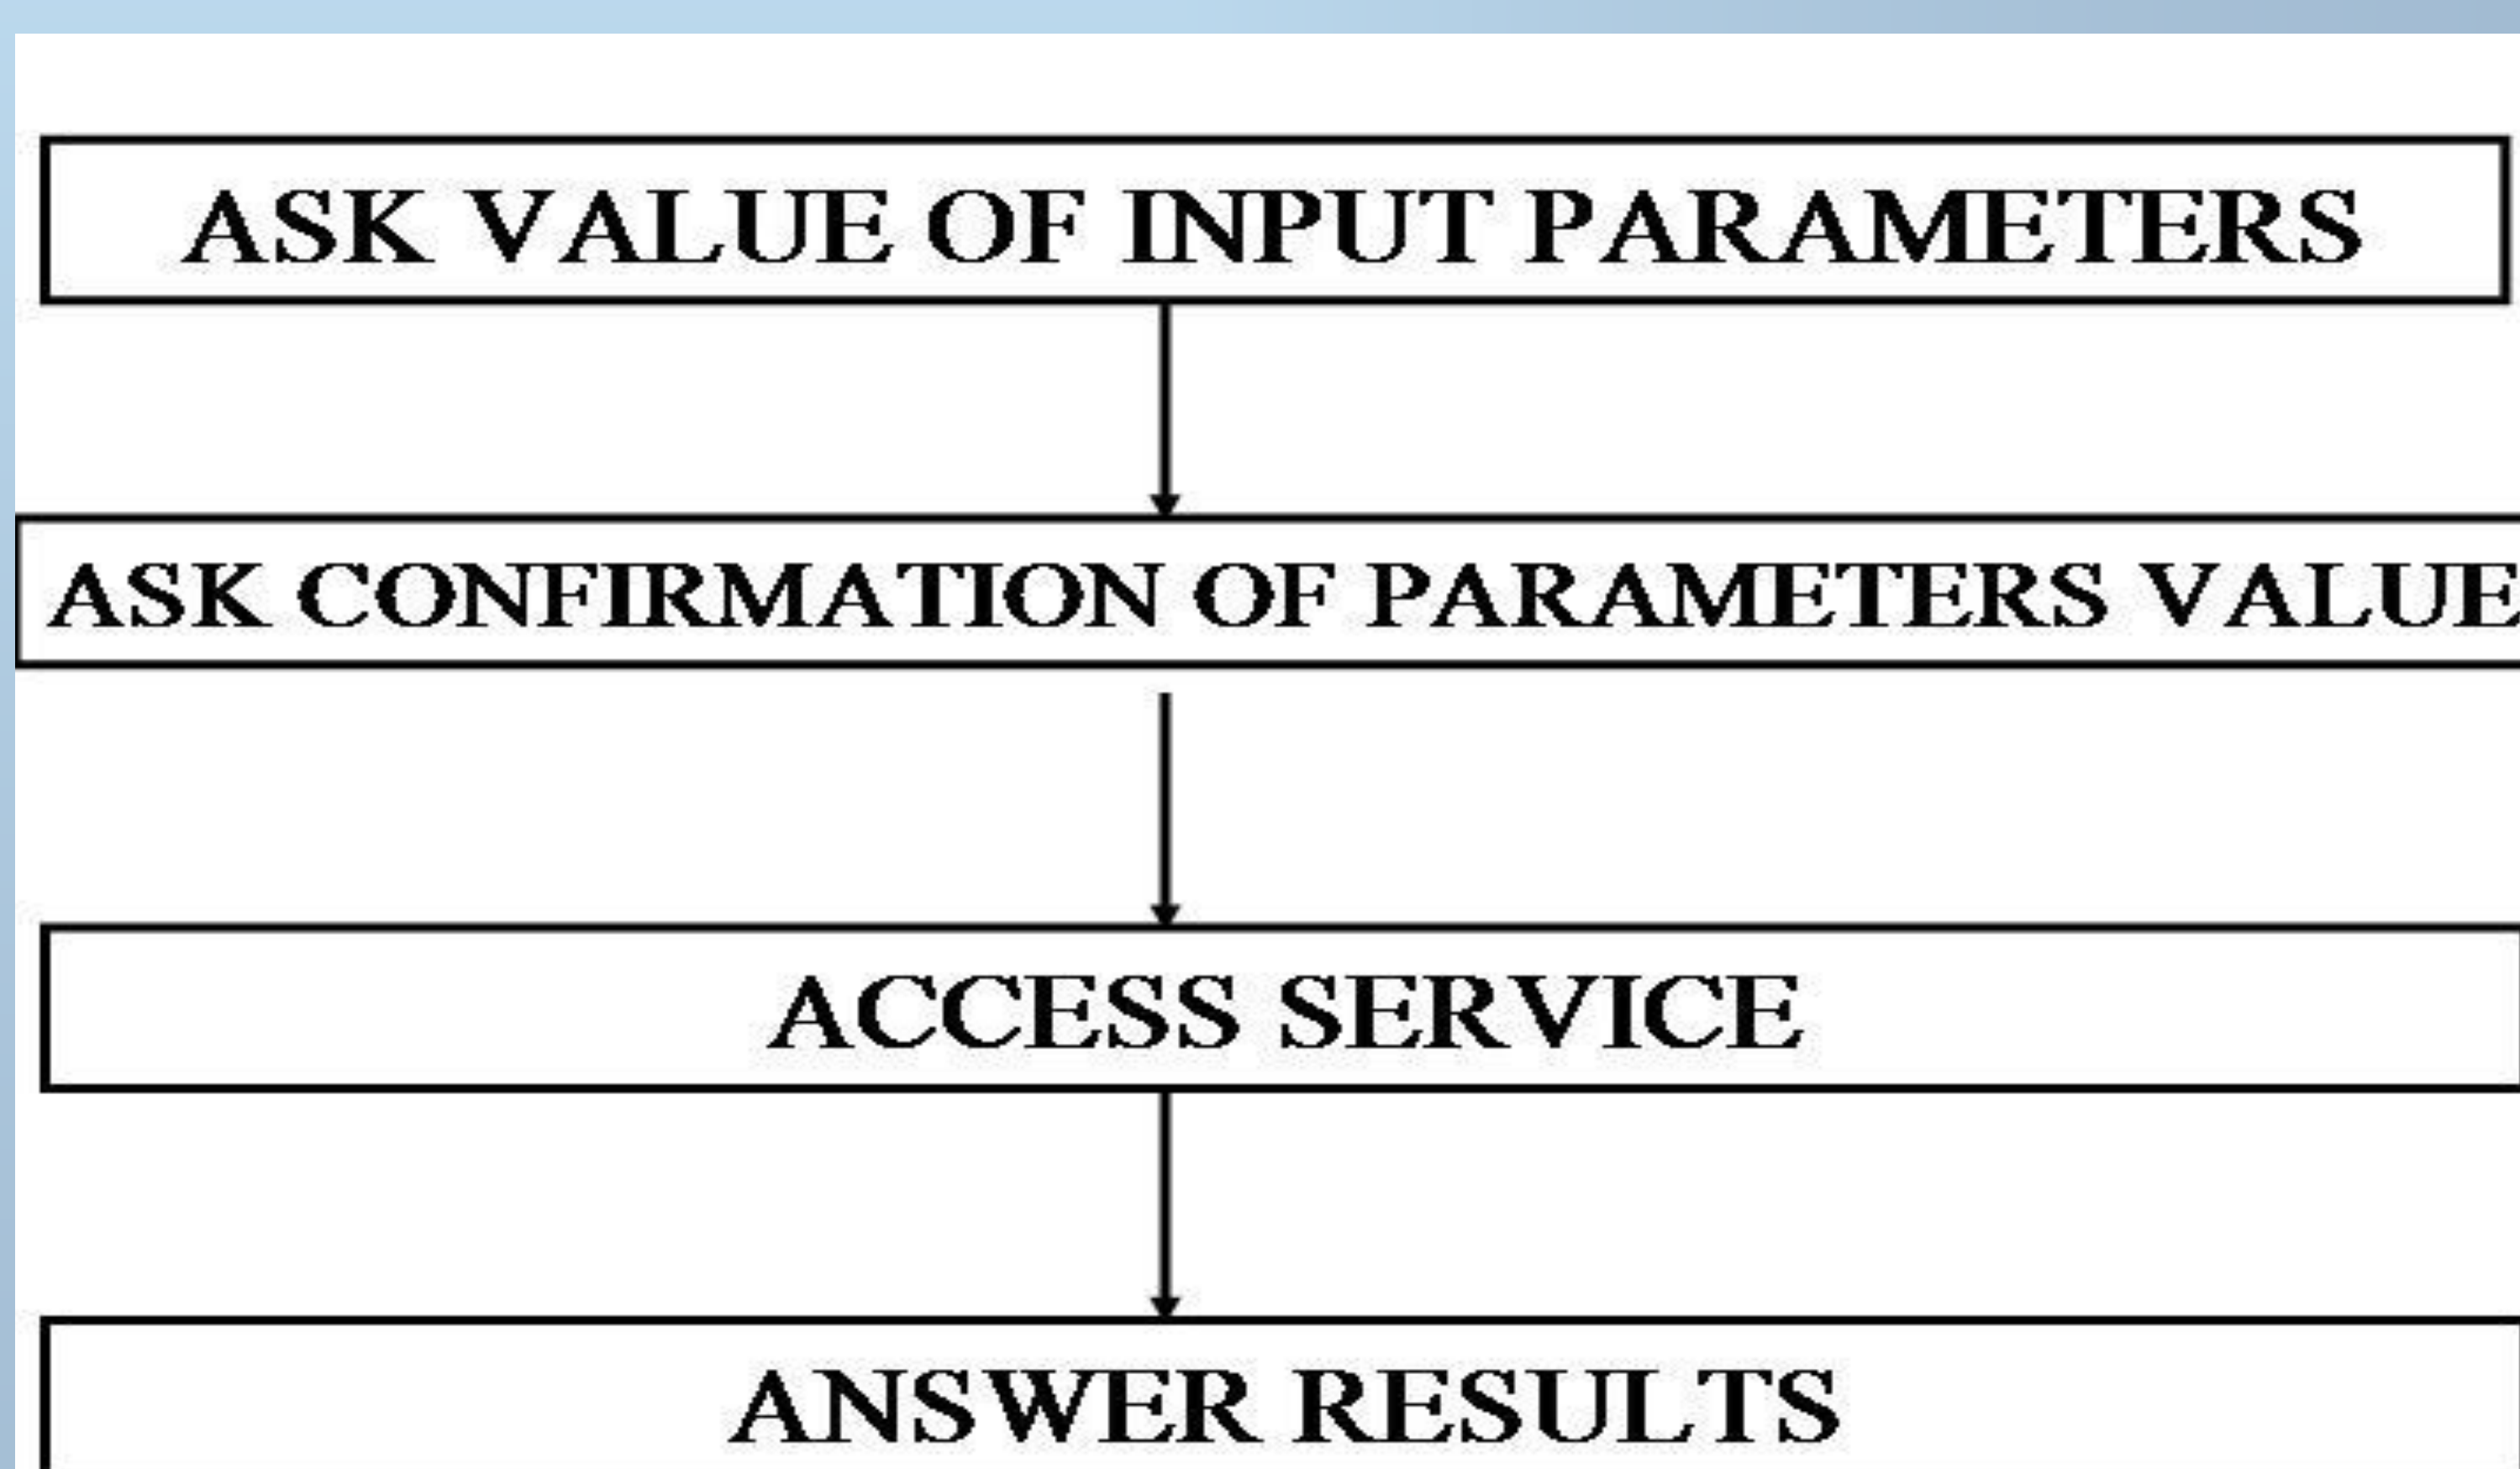 ASK VALUE OF INPUT PARAMETERS
ASK CONFIRMATION OF PARAMETERS VALUE
ACCESS SERVICE
ANSWER RESULTS